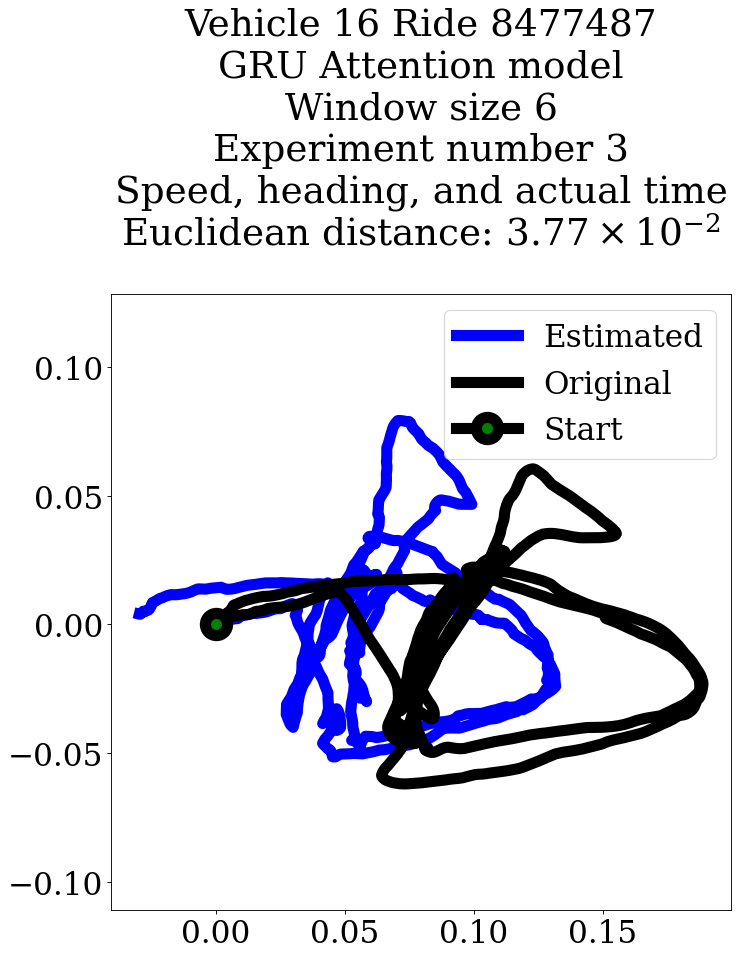 Vehicle 16 Ride 8477487
GRU Attention model
Window size 6
Experiment number 3
Speed, heading, and actual time
Euclidean distance: 3.77 × 10⁻²
Estimated
Original
Start
0.10
0.05
0.00
−0.05
−0.10
0.00 0.05 0.10 0.15